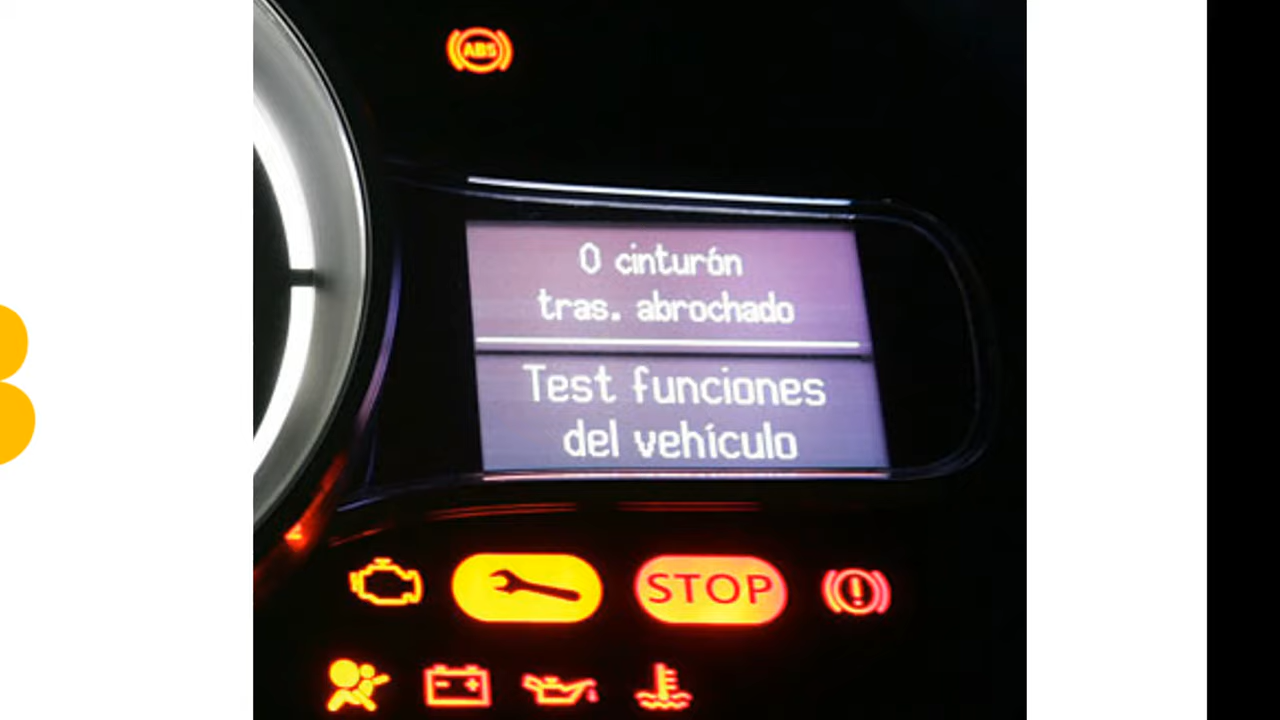 ABS
0 cinturón
tras. abrochado
Test funciones
del vehículo
STOP